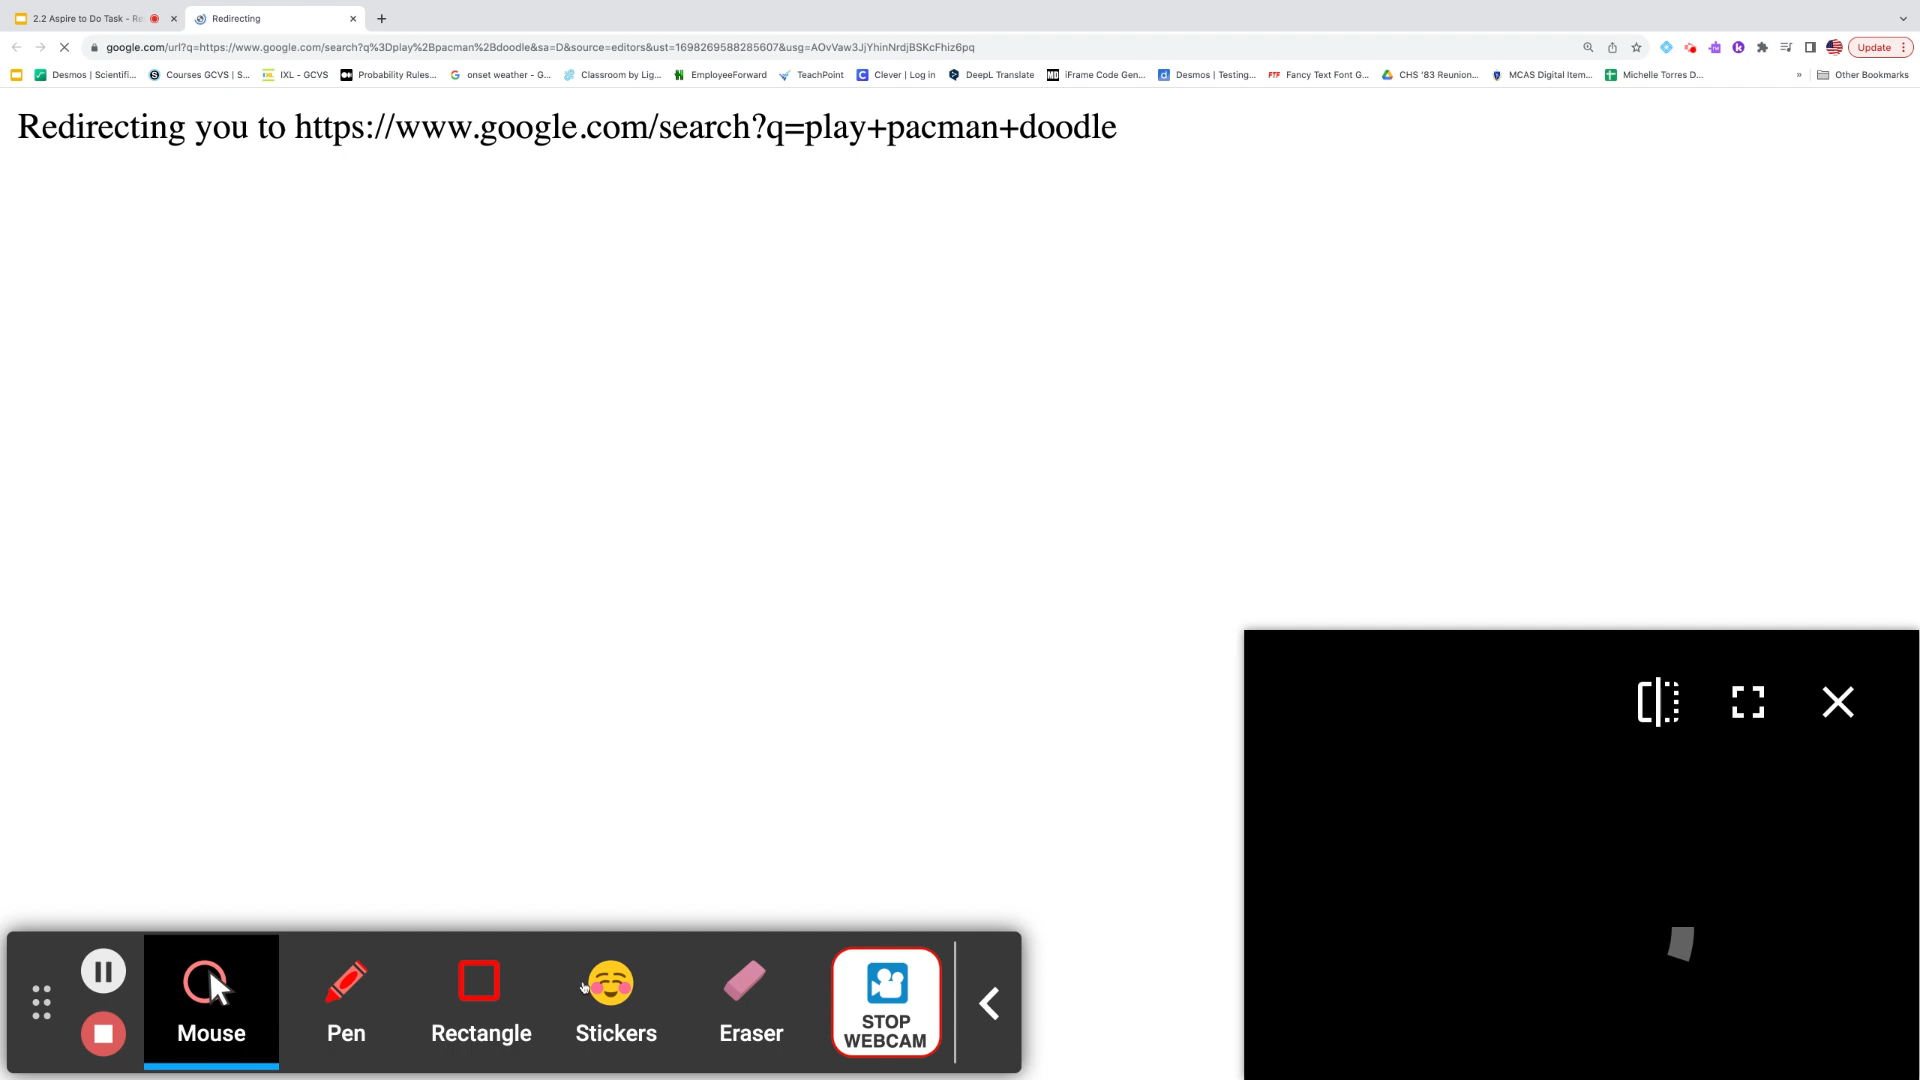 2.2 Aspire to Do Task - Re
Redirecting
google.com/url?q=https://www.google.com/search?q%3Dplay%2Bpacman%2Bdoodle&sa=D&source=editors&ust=1698269588285607&usg=AOvVaw3JjYhinNrdjBSKcFhiz6pq
Update
Desmos | Scientifi...
Courses GCVS | S...
IXL - GCVS
Probability Rules...
onset weather - G...
Classroom by Lig...
EmployeeForward
TeachPoint
Clever | Log in
DeepL Translate
iFrame Code Gen...
Desmos | Testing...
Fancy Text Font G...
CHS '83 Reunion...
MCAS Digital Item...
Michelle Torres D...
Other Bookmarks
Redirecting you to https://www.google.com/search?q=play+pacman+doodle
Mouse
Pen
Rectangle
Stickers
Eraser
STOP
WEBCAM